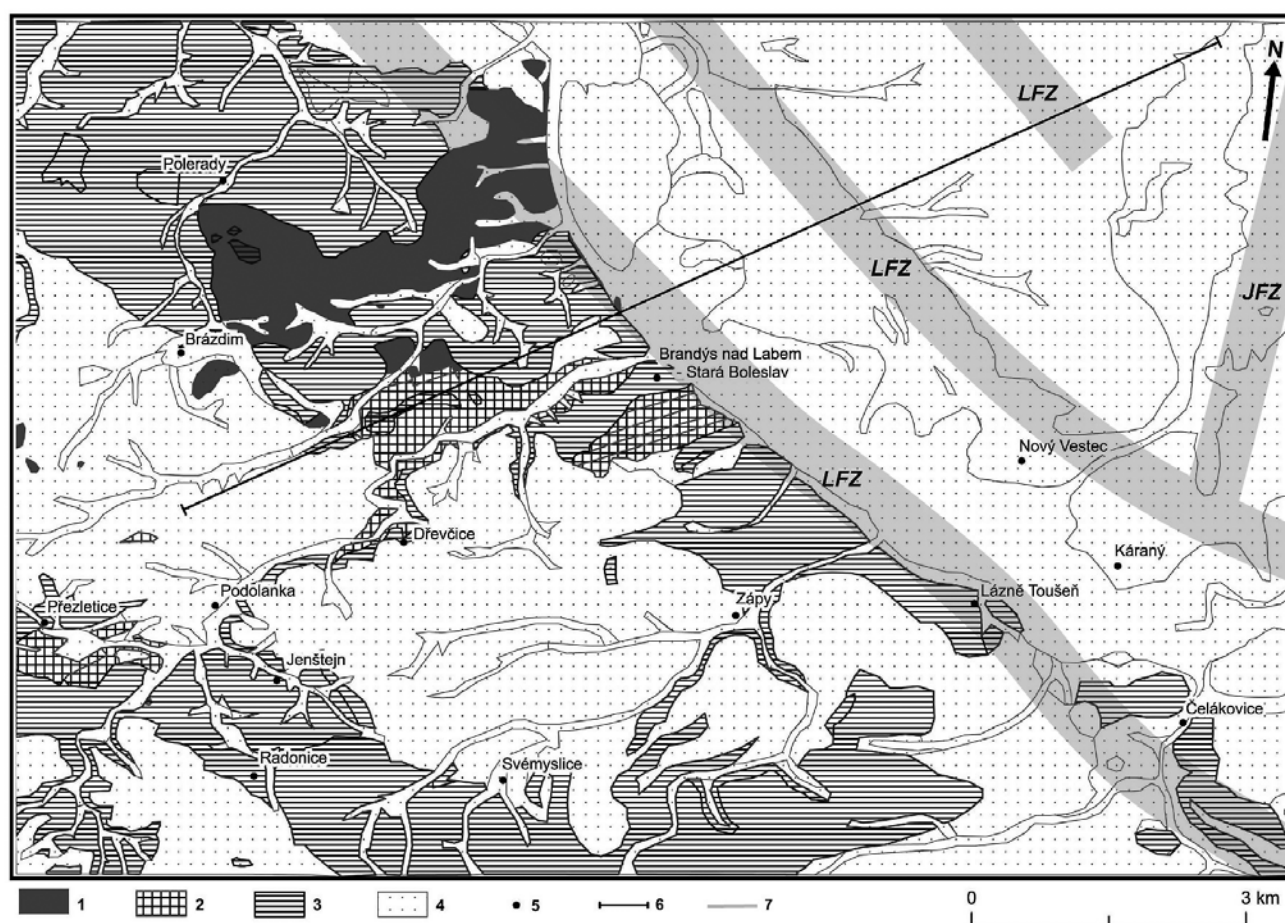 LFZ
N
Polerady
LFZ
JFZ
Brázdim
Brandýs nad Labem
- Stará Boleslav
Nový Vestec
LFZ
Dřevčice
Káraný
Podolanka
Přezletice
Zápy
Lázně Toušeň
Jenštejn
Čelákovice
Radonice
Svémyslice
1 2 3 4 5 6 7
0 3 km